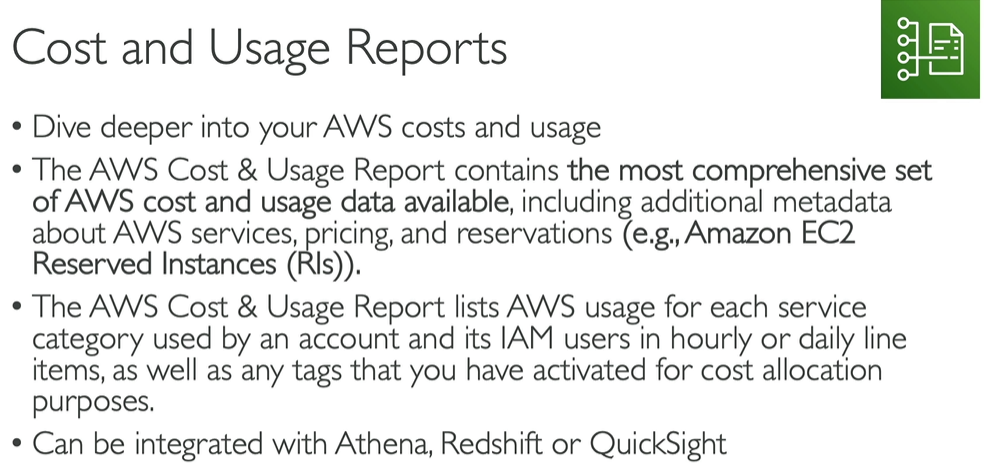 Cost and Usage Reports
• Dive deeper into your AWS costs and usage
• The AWS Cost & Usage Report contains the most comprehensive set
of AWS cost and usage data available, including additional metadata
about AWS services, pricing, and reservations (e.g., Amazon EC2
Reserved Instances (RIs)).
• The AWS Cost & Usage Report lists AWS usage for each service
category used by an account and its IAM users in hourly or daily line
items, as well as any tags that you have activated for cost allocation
purposes.
• Can be integrated with Athena, Redshift or QuickSight